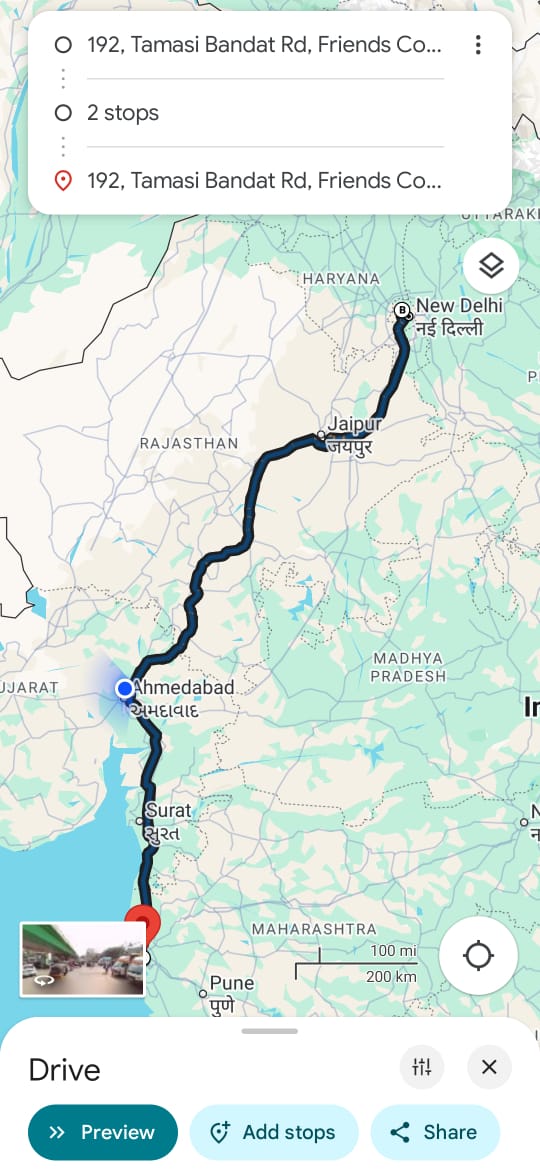 192, Tamasi Bandat Rd, Friends Co...
2 stops
192, Tamasi Bandat Rd, Friends Co...
HARYANA
B
New Delhi
नई दिल्ली
Jaipur
जयपुर
RAJASTHAN
MADHYA
PRADESH
UJARAT
Ahmedabad
અમદાવાદ
In
Surat
સુરત
N
न
MAHARASHTRA
100 mi
200 km
Pune
पुणे
Drive
Preview
Add stops
Share